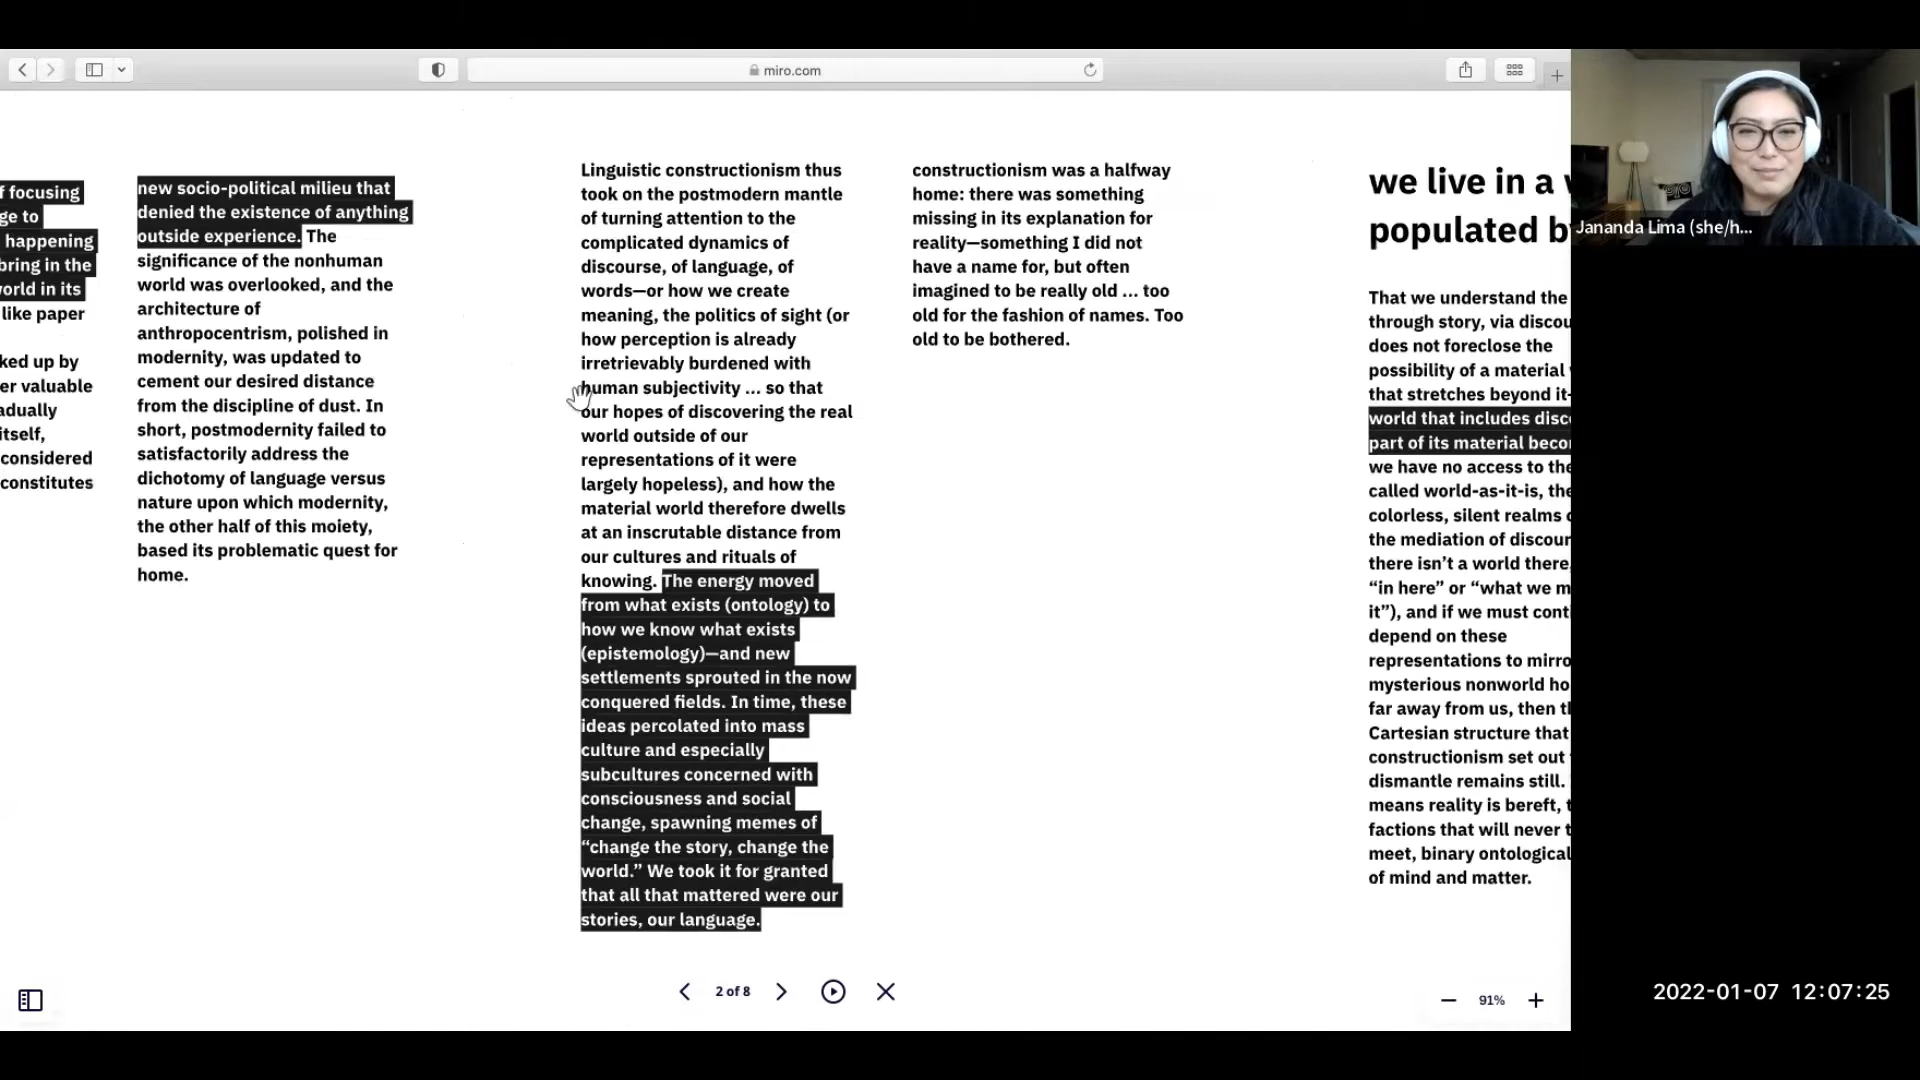 miro.com
f focusing
ge to
happening
bring in the
world in its
like paper
ked up by
er valuable
adually
itself,
considered
constitutes
new socio-political milieu that
denied the existence of anything
outside experience. The
significance of the nonhuman
world was overlooked, and the
architecture of
anthropocentrism, polished in
modernity, was updated to
cement our desired distance
from the discipline of dust. In
short, postmodernity failed to
satisfactorily address the
dichotomy of language versus
nature upon which modernity,
the other half of this moiety,
based its problematic quest for
home.
Linguistic constructionism thus
took on the postmodern mantle
of turning attention to the
complicated dynamics of
discourse, of language, of
words—or how we create
meaning, the politics of sight (or
how perception is already
irretrievably burdened with
human subjectivity ... so that
our hopes of discovering the real
world outside of our
representations of it were
largely hopeless), and how the
material world therefore dwells
at an inscrutable distance from
our cultures and rituals of
knowing. The energy moved
from what exists (ontology) to
how we know what exists
(epistemology)—and new
settlements sprouted in the now
conquered fields. In time, these
ideas percolated into mass
culture and especially
subcultures concerned with
consciousness and social
change, spawning memes of
“change the story, change the
world.” We took it for granted
that all that mattered were our
stories, our language.
constructionism was a halfway
home: there was something
missing in its explanation for
reality—something I did not
have a name for, but often
imagined to be really old ... too
old for the fashion of names. Too
old to be bothered.
we live in a w
populated b
That we understand the
through story, via discou
does not foreclose the
possibility of a material
that stretches beyond it-
world that includes disc
part of its material becor
we have no access to the
called world-as-it-is, the
colorless, silent realms
the mediation of discour
there isn’t a world there,
“in here” or “what we m
it”), and if we must cont
depend on these
representations to mirro
mysterious nonworld ho
far away from us, then th
Cartesian structure that
constructionism set out
dismantle remains still.
means reality is bereft, t
factions that will never t
meet, binary ontological
of mind and matter.
Jananda Lima (she/h...
2 of 8
91%
2022-01-07 12:07:25